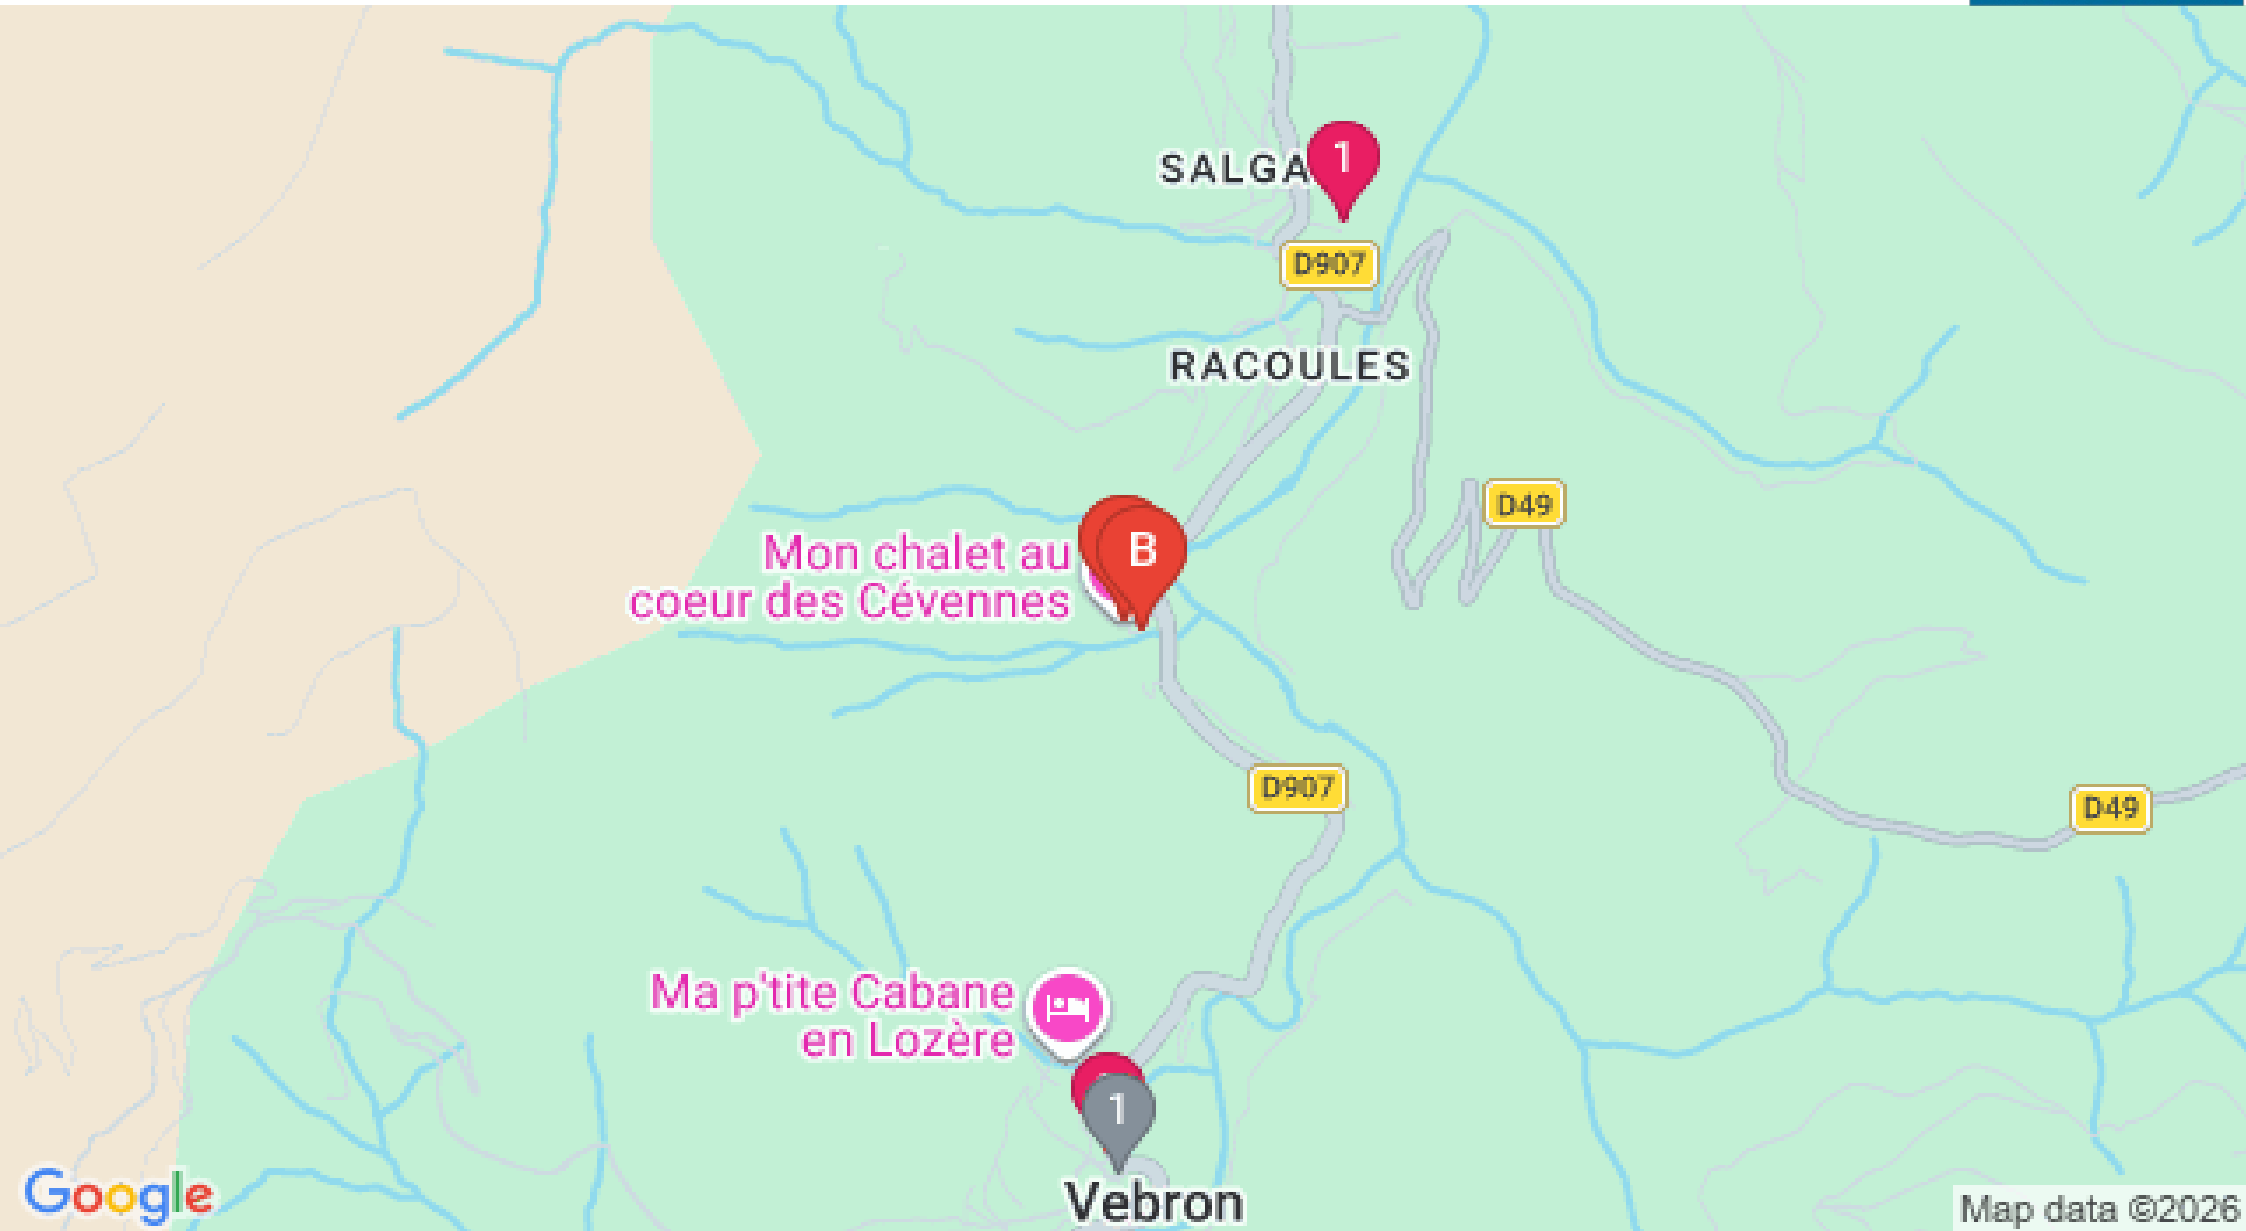 SALGA
1
D907
RACOULES
D49
B
Mon chalet au
coeur des Cévennes
D907
D49
Ma p'tite Cabane
en Lozère
1
Vebron
Google
Map data ©2026